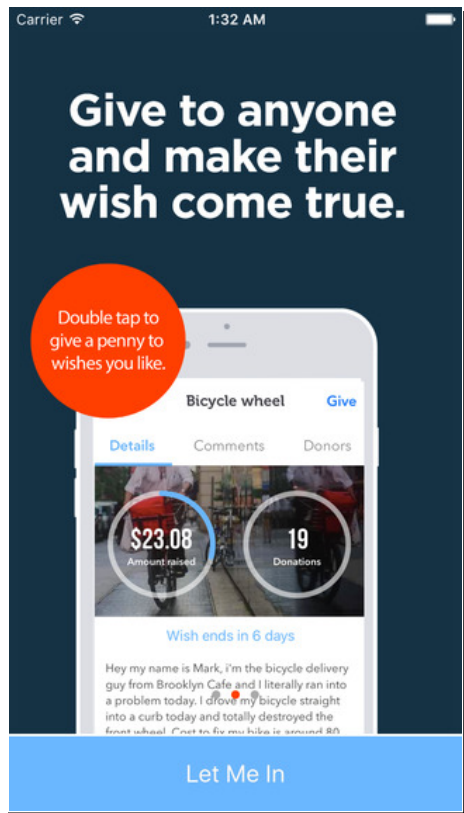 Carrier 1:32 AM
Give to anyone
and make their
wish come true.
Double tap to
give a penny to
wishes you like.
Bicycle wheel Give
Details Comments Donors
$23.08 19
Amount raised Donations
Wish ends in 6 days
Hey my name is Mark, i'm the bicycle delivery
guy from Brooklyn Cafe and I literally ran into
a problem today. I drove my bicycle straight
into a curb today and totally destroyed the
front wheel. Cost to fix my bike is around 80
Let Me In